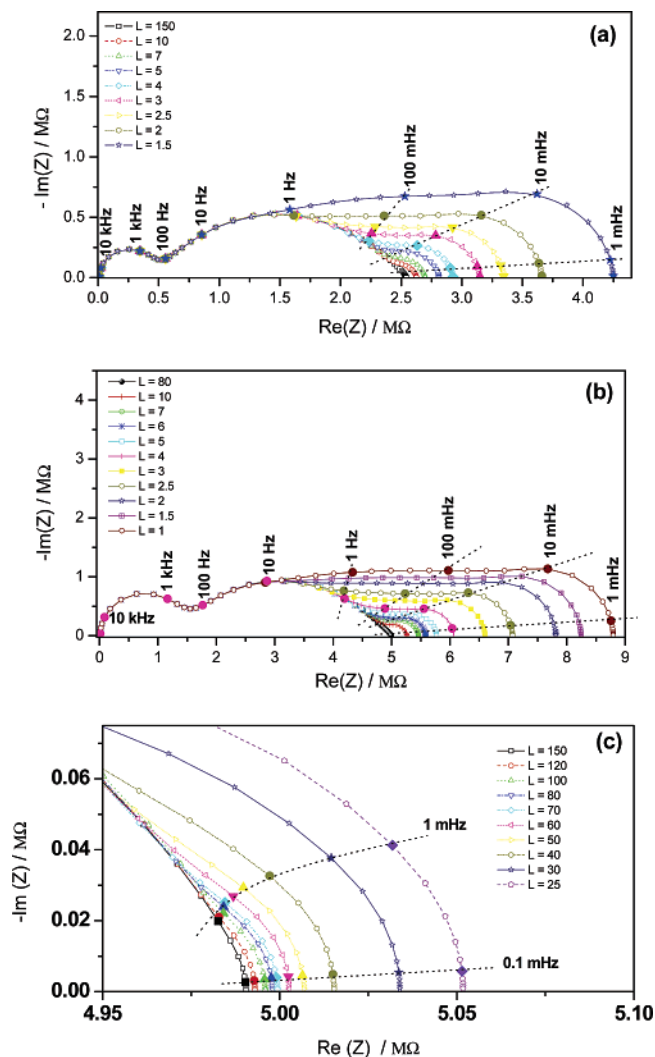 (a)
- Im(Z) / MΩ
2.0
1.5
1.0
0.5
0.0
L = 150
L = 10
L = 7
L = 5
L = 4
L = 3
L = 2.5
L = 2
L = 1.5
10 kHz
1 kHz
100 Hz
10 Hz
1 Hz
100 mHz
10 mHz
1 mHz
0.0 0.5 1.0 1.5 2.0 2.5 3.0 3.5 4.0
Re(Z) / MΩ
(b)
-Im(Z) / MΩ
4
3
2
1
0
L = 80
L = 10
L = 7
L = 6
L = 5
L = 4
L = 3
L = 2.5
L = 2
L = 1.5
L = 1
10 kHz
1 kHz
100 Hz
10 Hz
1 Hz
100 mHz
10 mHz
1 mHz
0 1 2 3 4 5 6 7 8 9
Re(Z) / MΩ
(c)
-Im (Z) / MΩ
0.06
0.04
0.02
0.00
L = 150
L = 120
L = 100
L = 80
L = 70
L = 60
L = 50
L = 40
L = 30
L = 25
1 mHz
0.1 mHz
4.95 5.00 5.05 5.10
Re (Z) / MΩ